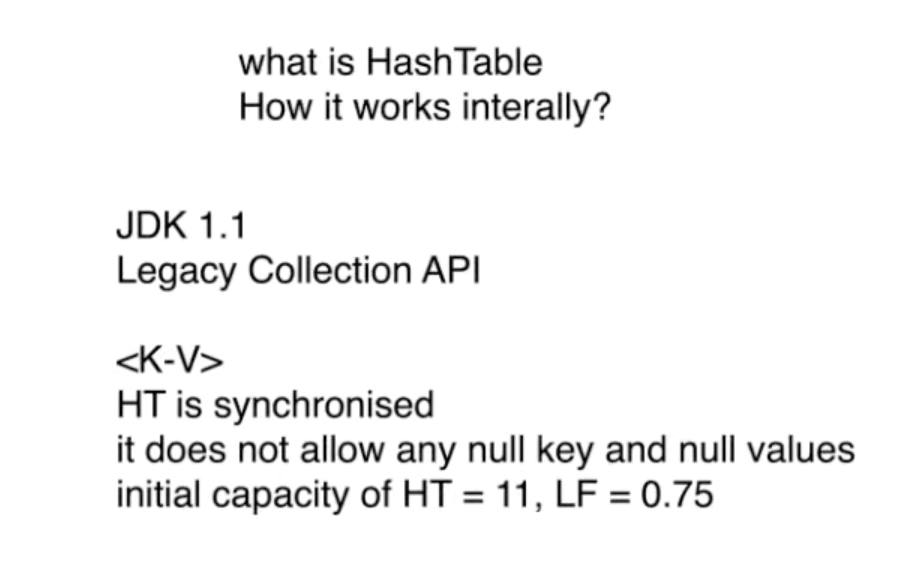 what is HashTable
How it works interally?
JDK 1.1
Legacy Collection API
<K-V>
HT is synchronised
it does not allow any null key and null values
initial capacity of HT = 11, LF = 0.75